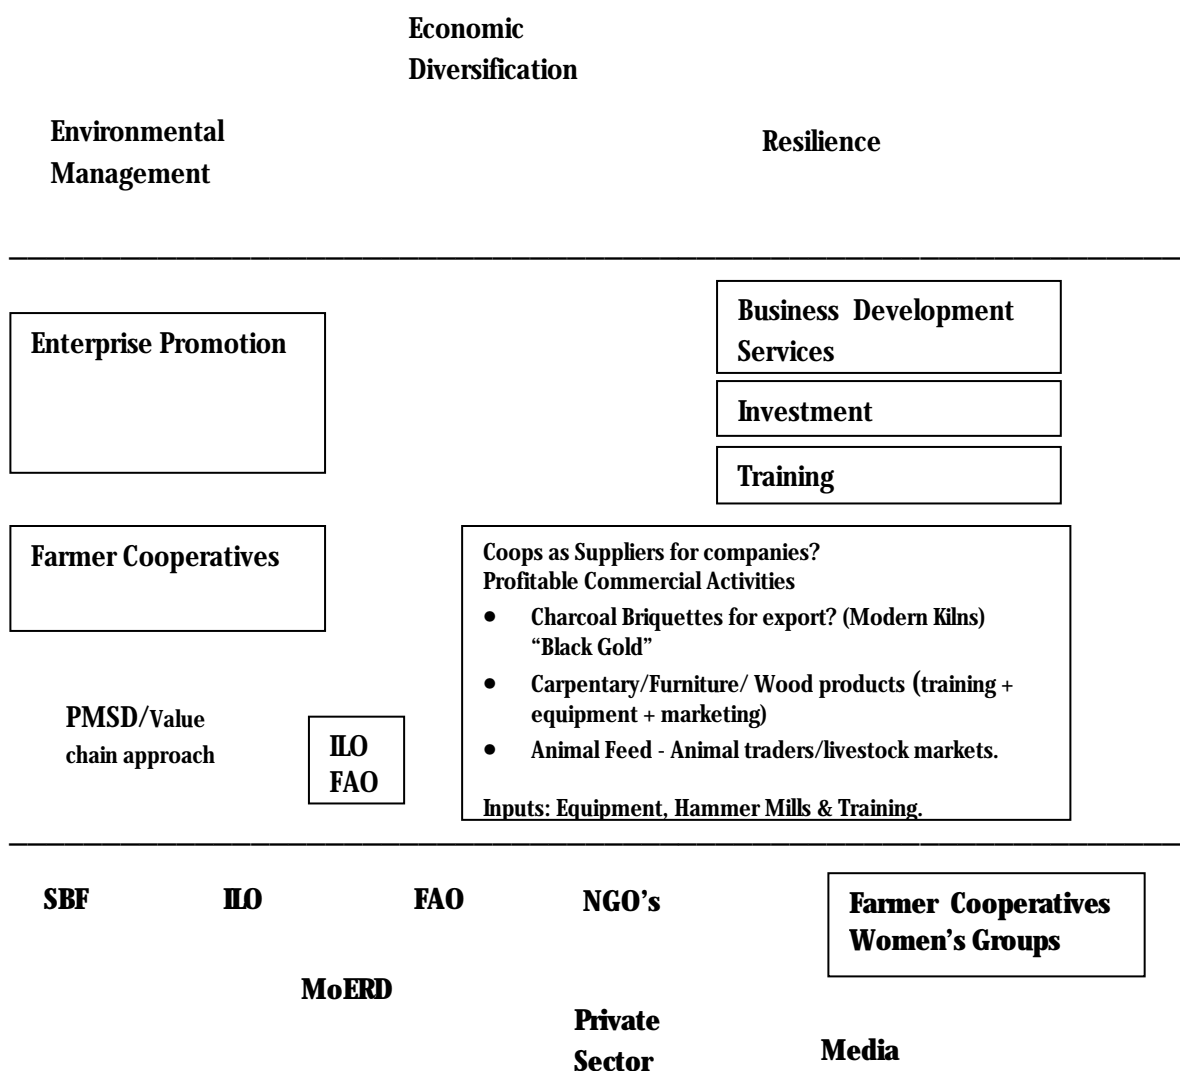 Economic
Diversification
Environmental
Management
Resilience
Enterprise Promotion
Business Development
Services
Investment
Training
Farmer Cooperatives
Coops as Suppliers for companies?
Profitable Commercial Activities
• Charcoal Briquettes for export? (Modern Kilns)
“Black Gold”
• Carpentary/Furniture/ Wood products (training +
equipment + marketing)
• Animal Feed - Animal traders/livestock markets.
Inputs: Equipment, Hammer Mills & Training.
PMSD/Value
chain approach
ILO
FAO
SBF
ILO
FAO
NGO’s
Farmer Cooperatives
Women’s Groups
MoERD
Private
Sector
Media